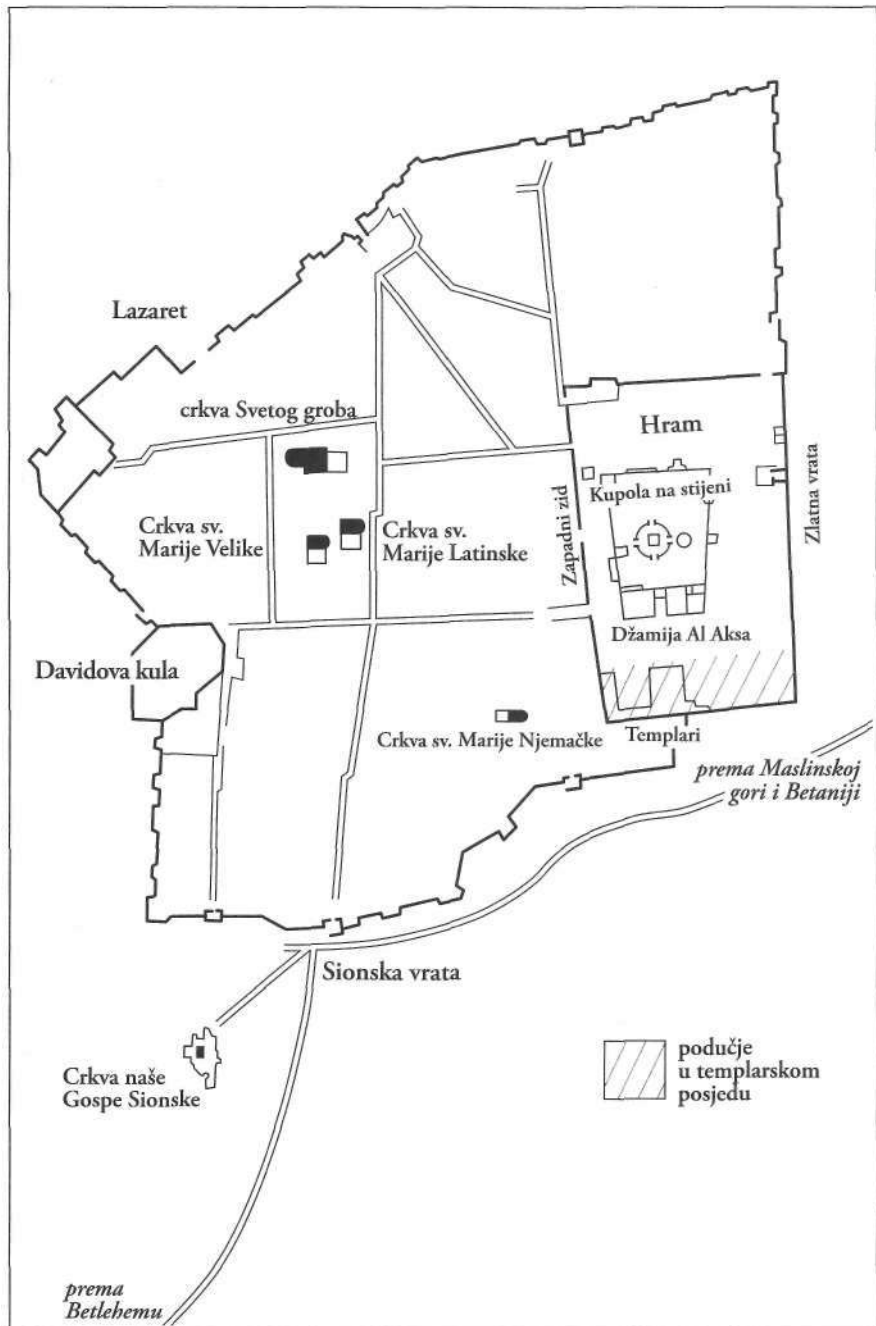 Lazaret
crkva Svetog groba
Hram
Kupola na stijeni
Zlatna vrata
Zapadni zid
Crkva sv.
Marije Velike
Crkva sv.
Marije Latinske
Džamija Al Aksa
Davidova kula
Crkva sv. Marije Njemačke
Templari
prema Maslinskoj
gori i Betaniji
Sionska vrata
Crkva naše
Gospe Sionske
područje
u templarskom
posjedu
prema
Betlehemu